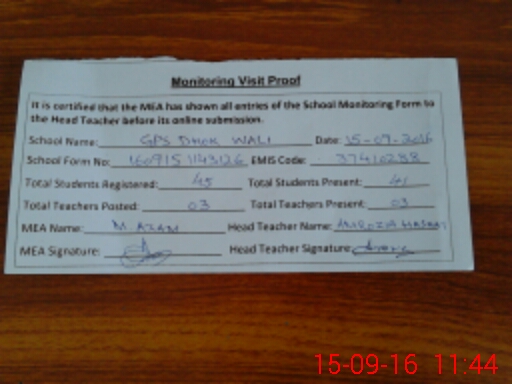 Monitoring Visit Proof
It is certified that the MEA has shown all entries of the School Monitoring Form to
the Head Teacher before its online submission.
School Name: GPS DHOK WALI Date: 15-09-2016
School Form No: 1609151143126 EMIS Code: 37410288
Total Students Registered: 45 Total Students Present: 41
Total Teachers Posted: 03 Total Teachers Present: 03
MEA Name: M. AZAM Head Teacher Name:
MEA Signature: Head Teacher Signature:
15-09-16 11:44